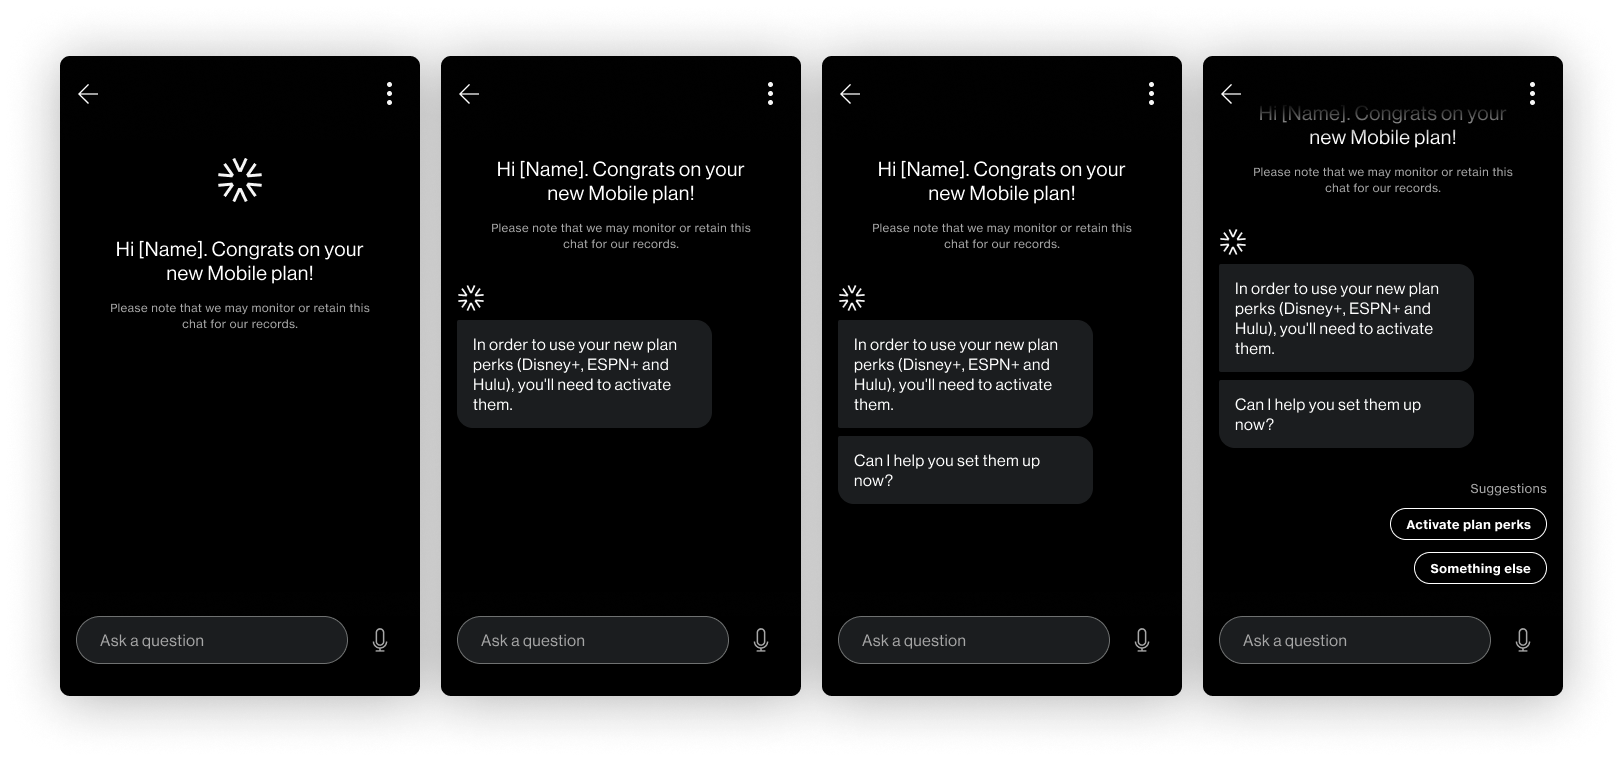 Hi [Name]. Congrats on your
new Mobile plan!
Please note that we may monitor or retain this
chat for our records.
Ask a question
Hi [Name]. Congrats on your
new Mobile plan!
Please note that we may monitor or retain this
chat for our records.
In order to use your new plan
perks (Disney+, ESPN+ and
Hulu), you'll need to activate
them.
Ask a question
Hi [Name]. Congrats on your
new Mobile plan!
Please note that we may monitor or retain this
chat for our records.
In order to use your new plan
perks (Disney+, ESPN+ and
Hulu), you'll need to activate
them.
Can I help you set them up
now?
Ask a question
Hi [Name]. Congrats on your
new Mobile plan!
Please note that we may monitor or retain this
chat for our records.
In order to use your new plan
perks (Disney+, ESPN+ and
Hulu), you'll need to activate
them.
Can I help you set them up
now?
Suggestions
Activate plan perks
Something else
Ask a question